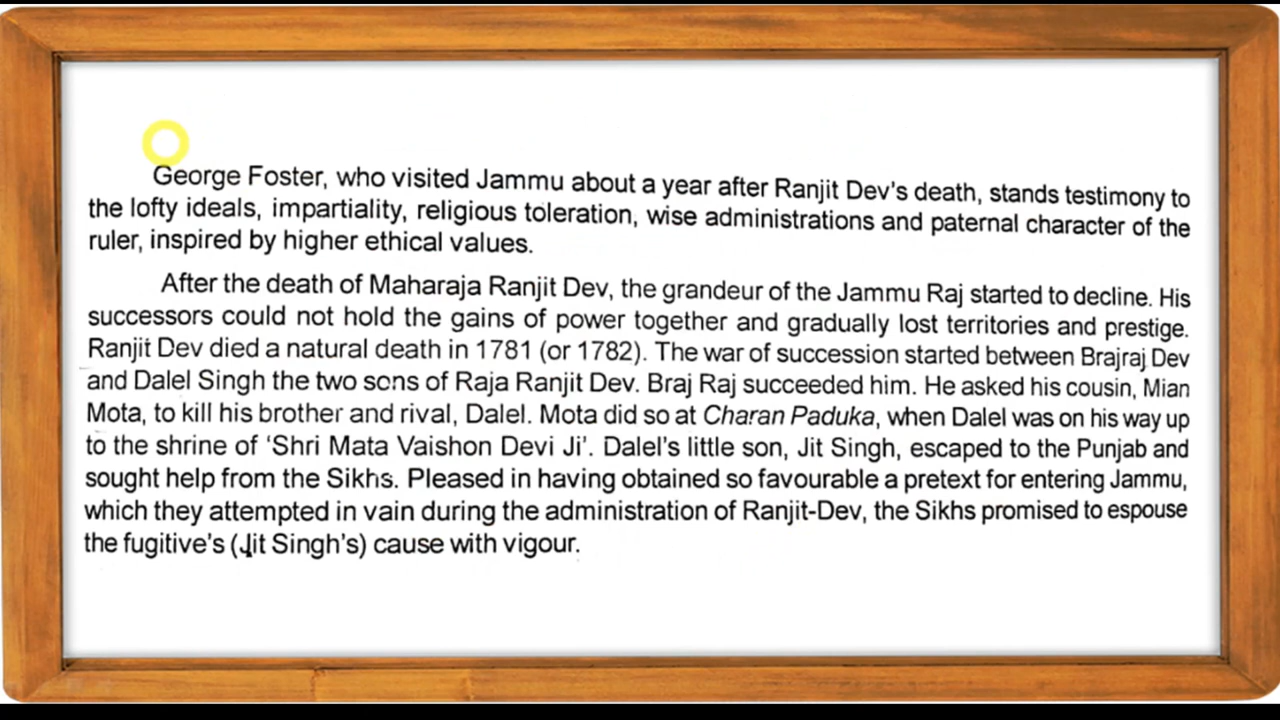 George Foster, who visited Jammu about a year after Ranjit Dev's death, stands testimony to
the lofty ideals, impartiality, religious toleration, wise administrations and paternal character of the
ruler, inspired by higher ethical values.
After the death of Maharaja Ranjit Dev, the grandeur of the Jammu Raj started to decline. His
successors could not hold the gains of power together and gradually lost territories and prestige.
Ranjit Dev died a natural death in 1781 (or 1782). The war of succession started between Brajraj Dev
and Dalel Singh the two sons of Raja Ranjit Dev. Braj Raj succeeded him. He asked his cousin, Mian
Mota, to kill his brother and rival, Dalel. Mota did so at Charan Paduka, when Dalel was on his way up
to the shrine of 'Shri Mata Vaishon Devi Ji'. Dalel's little son, Jit Singh, escaped to the Punjab and
sought help from the Sikhs. Pleased in having obtained so favourable a pretext for entering Jammu,
which they attempted in vain during the administration of Ranjit-Dev, the Sikhs promised to espouse
the fugitive's (Jit Singh's) cause with vigour.